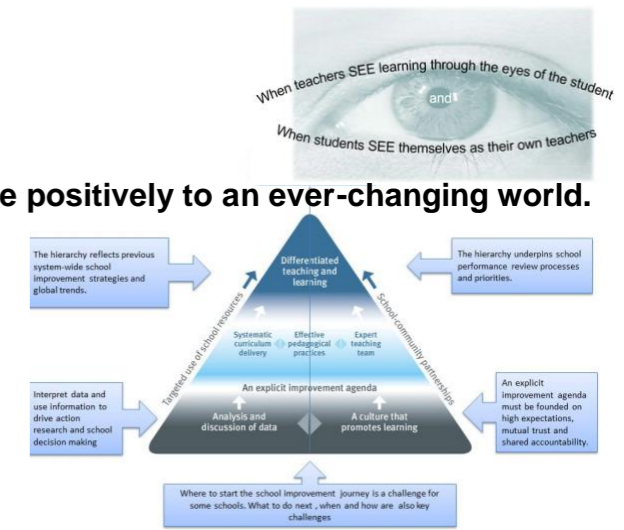 When teachers SEE learning through the eyes of the student
and
When students SEE themselves as their own teachers
e positively to an ever-changing world.
The hierarchy reflects previous
system-wide school
improvement strategies and
global trends.
The hierarchy underpins school
performance review processes
and priorities.
Differentiated
teaching and
learning
Targeted use of school resources
School-community partnerships
Systematic
curriculum
delivery
Effective
pedagogical
practices
Expert
teaching
team
An explicit improvement agenda
Analysis and
discussion of data
A culture that
promotes learning
Interpret data and
use information to
drive action
research and school
decision making
An explicit
improvement agenda
must be founded on
high expectations,
mutual trust and
shared accountability.
Where to start the school improvement journey is a challenge for
some schools. What to do next , when and how are also key
challenges